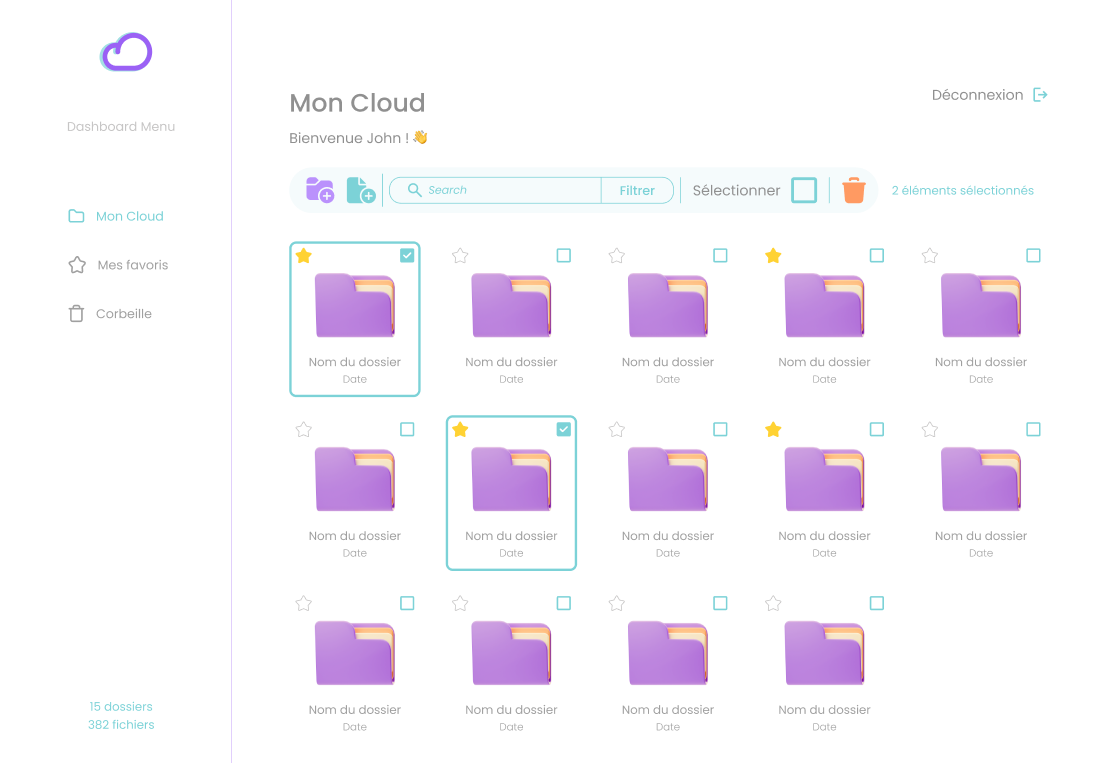 Dashboard Menu
Mon Cloud
Mes favoris
Corbeille
15 dossiers
382 fichiers
Mon Cloud
Déconnexion
Bienvenue John ! 👋
Search
Filtrer
Sélectionner
2 éléments sélectionnés
Nom du dossier
Date
Nom du dossier
Date
Nom du dossier
Date
Nom du dossier
Date
Nom du dossier
Date
Nom du dossier
Date
Nom du dossier
Date
Nom du dossier
Date
Nom du dossier
Date
Nom du dossier
Date
Nom du dossier
Date
Nom du dossier
Date
Nom du dossier
Date
Nom du dossier
Date